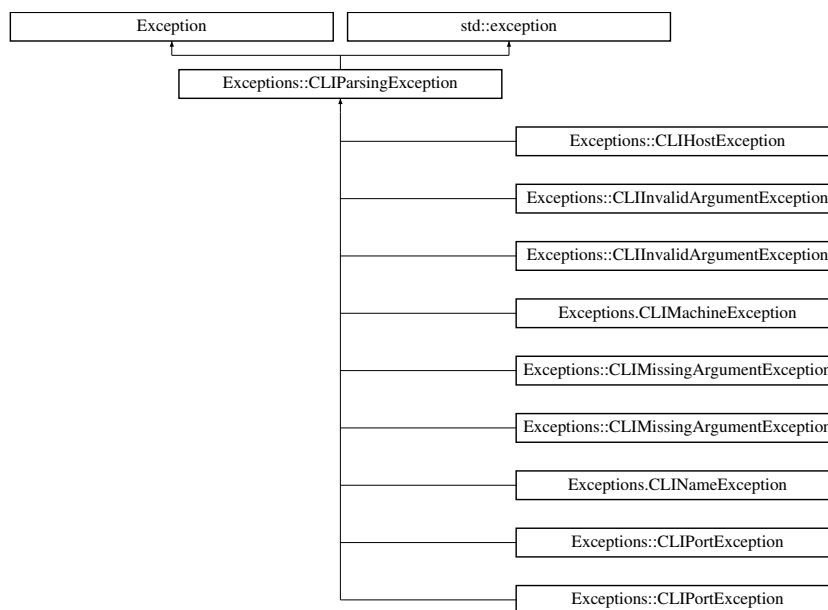 Exception
std::exception
Exceptions::CLIParsingException
Exceptions::CLIHostException
Exceptions::CLIInvalidArgumentException
Exceptions::CLIInvalidArgumentException
Exceptions.CLIMachineException
Exceptions::CLIMissingArgumentException
Exceptions::CLIMissingArgumentException
Exceptions.CLINameException
Exceptions::CLIPortException
Exceptions::CLIPortException